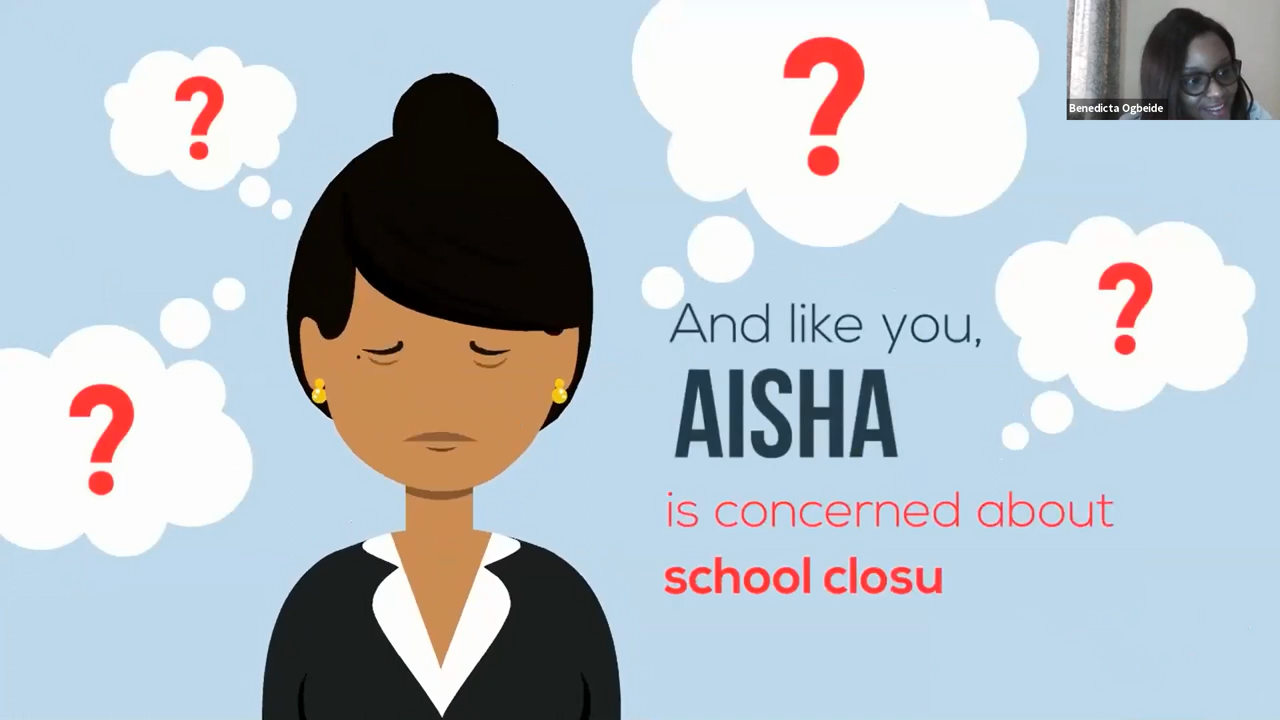 ?
?
?
?
Benedicta Ogbeide
And like you,
AISHA
is concerned about
school closu